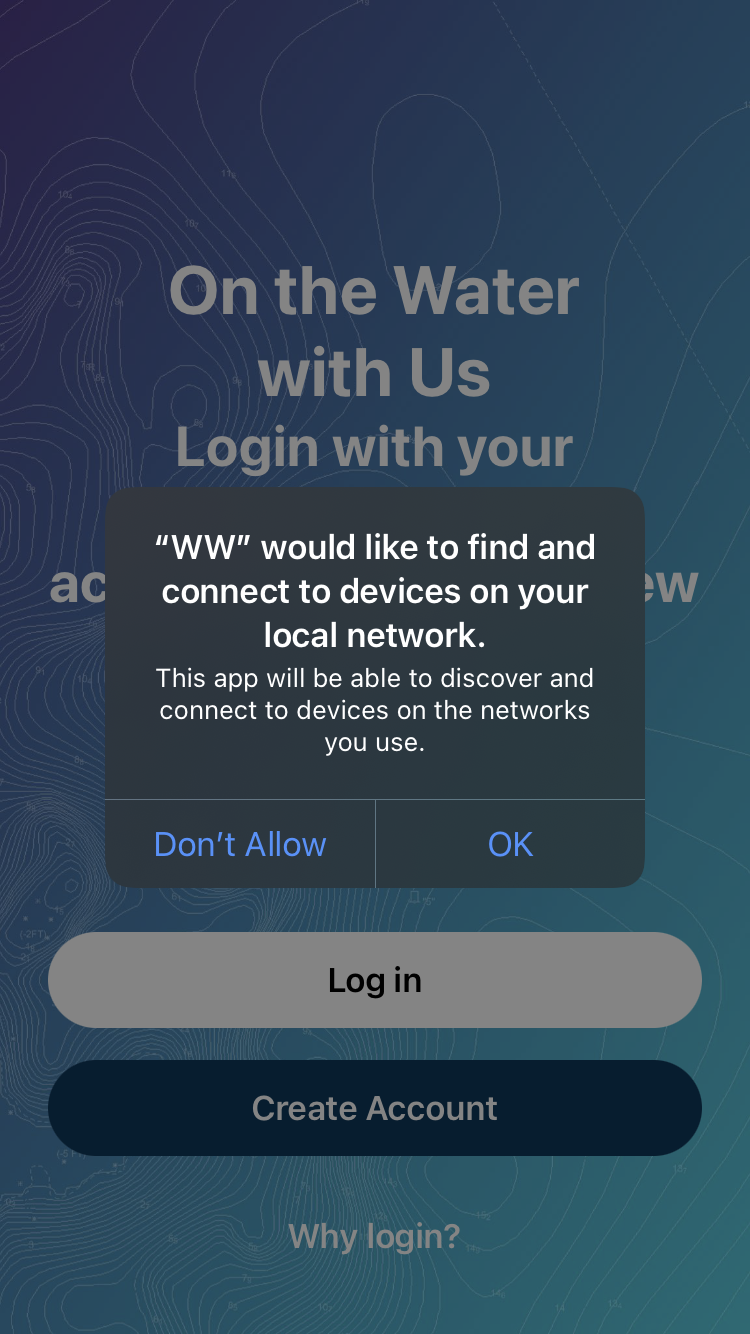 On the Water
with Us
Login with your
ac ew
“WW” would like to find and
connect to devices on your
local network.
This app will be able to discover and
connect to devices on the networks
you use.
Don’t Allow
OK
Log in
Create Account
Why login?